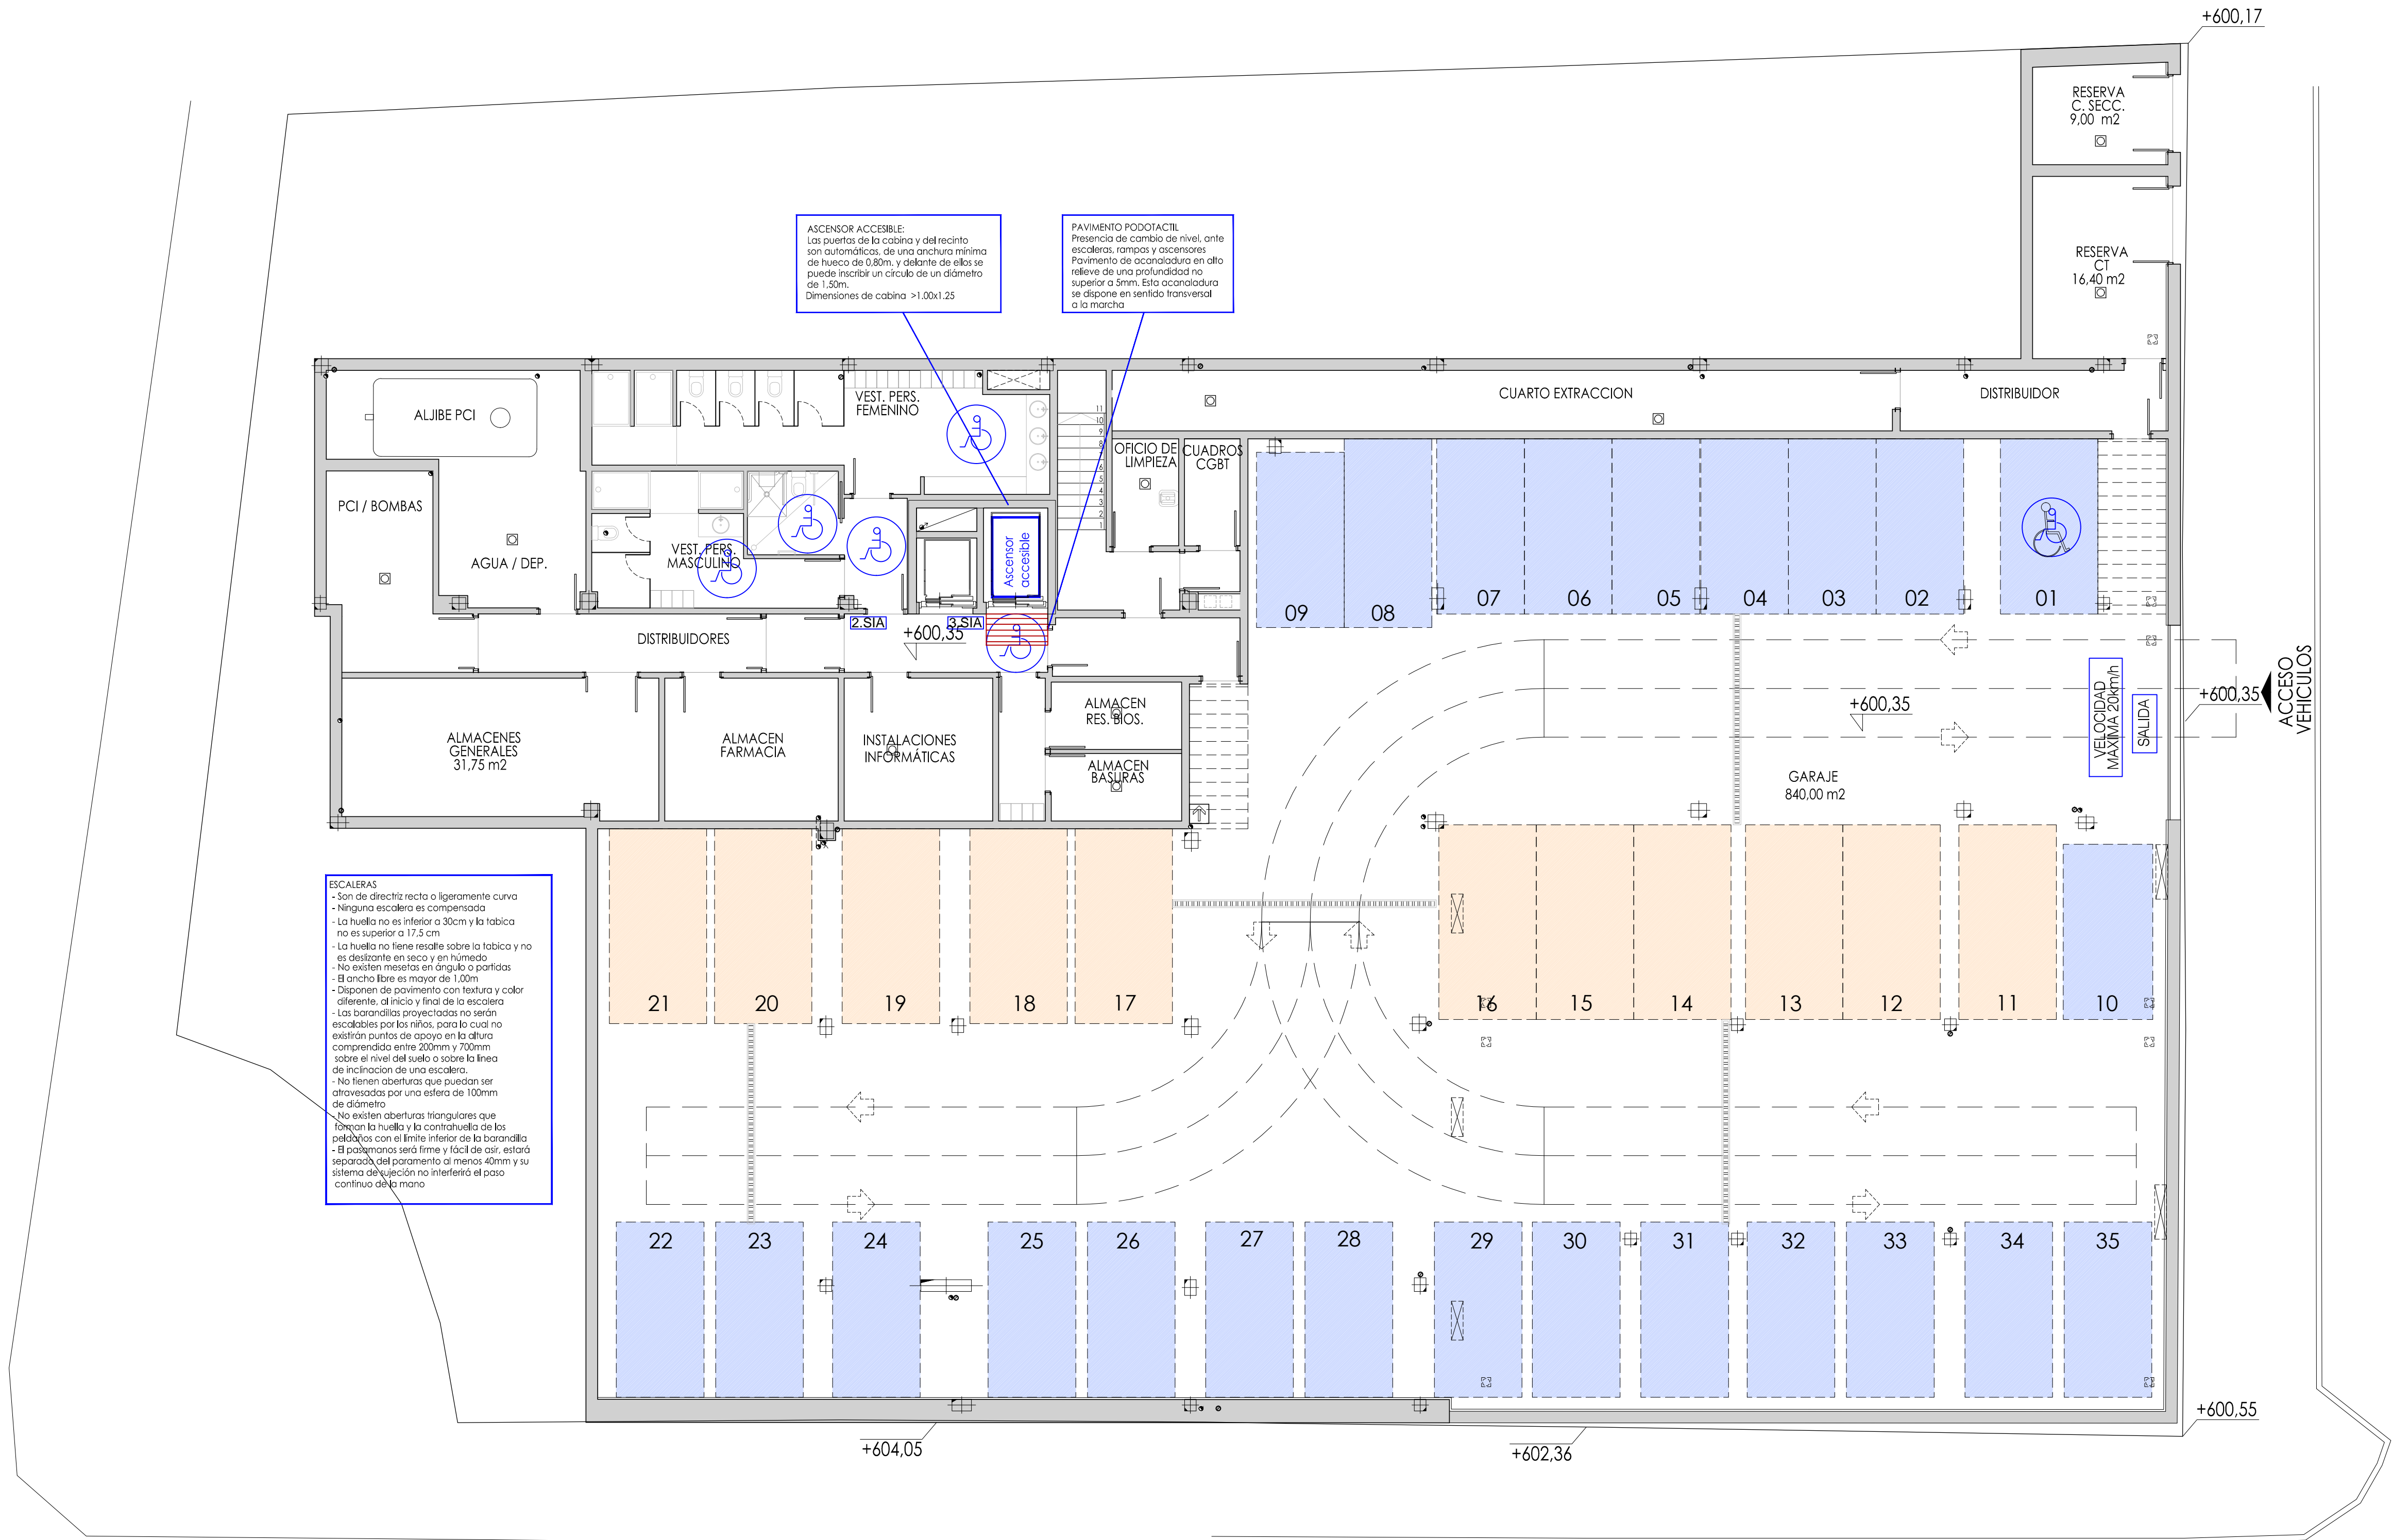 +600,17
RESERVA
C. SECC.
9,00 m2
RESERVA
CT
16,40 m2
ASCENSOR ACCESIBLE:
Las puertas de la cabina y del recinto
son automáticas, de una anchura mínima
de hueco de 0,80m. y delante de ellos se
puede inscribir un círculo de un diámetro
de 1,50m.
Dimensiones de cabina >1.00x1.25
PAVIMENTO PODOTACTIL
Presencia de cambio de nivel, ante
escaleras, rampas y ascensores
Pavimento de acanaladura en alto
relieve de una profundidad no
superior a 5mm. Esta acanaladura
se dispone en sentido transversal
a la marcha
ALJIBE PCI
VEST. PERS.
FEMENINO
CUARTO EXTRACCION
DISTRIBUIDOR
11
10
9
8
6
5
4
3
2
1
OFICIO DE
LIMPIEZA
CUADROS
CGBT
PCI / BOMBAS
AGUA / DEP.
VEST. PERS.
MASCULINO
Ascensor
accesible
09
08
07
06
05
04
03
02
01
DISTRIBUIDORES
2.SIA
3.SIA
+600,35
VELOCIDAD
MÁXIMA 20km/h
SALIDA
+600,35
ACCESO
VEHICULOS
+600,35
ALMACENES
GENERALES
31,75 m2
ALMACEN
FARMACIA
INSTALACIONES
INFORMÁTICAS
ALMACEN
RES. BIOS.
ALMACEN
BASURAS
GARAJE
840,00 m2
ESCALERAS
- Son de directriz recta o ligeramente curva
- Ninguna escalera es compensada
- La huella no es inferior a 30cm y la tabica
no es superior a 17,5 cm
- La huella no tiene resalte sobre la tabica y no
es deslizante en seco y en húmedo
- No existen mesetas en ángulo o partidas
- El ancho libre es mayor de 1,00m
- Disponen de pavimento con textura y color
diferente, al inicio y final de la escalera
- Las barandillas proyectadas no serán
escalables por los niños, para lo cual no
existirán puntos de apoyo en la altura
comprendida entre 200mm y 700mm
sobre el nivel del suelo o sobre la linea
de inclinacion de una escalera.
- No tienen aberturas que puedan ser
atravesadas por una esfera de 100mm
de diámetro
- No existen aberturas triangulares que
forman la huella y la contrahuella de los
peldaños con el límite inferior de la barandilla
- El pasamanos será firme y fácil de asir, estará
separado del paramento al menos 40mm y su
sistema de sujeción no interferirá el paso
continuo de la mano
21
20
19
18
17
16
15
14
13
12
11
10
22
23
24
25
26
27
28
29
30
31
32
33
34
35
+604,05
+602,36
+600,55